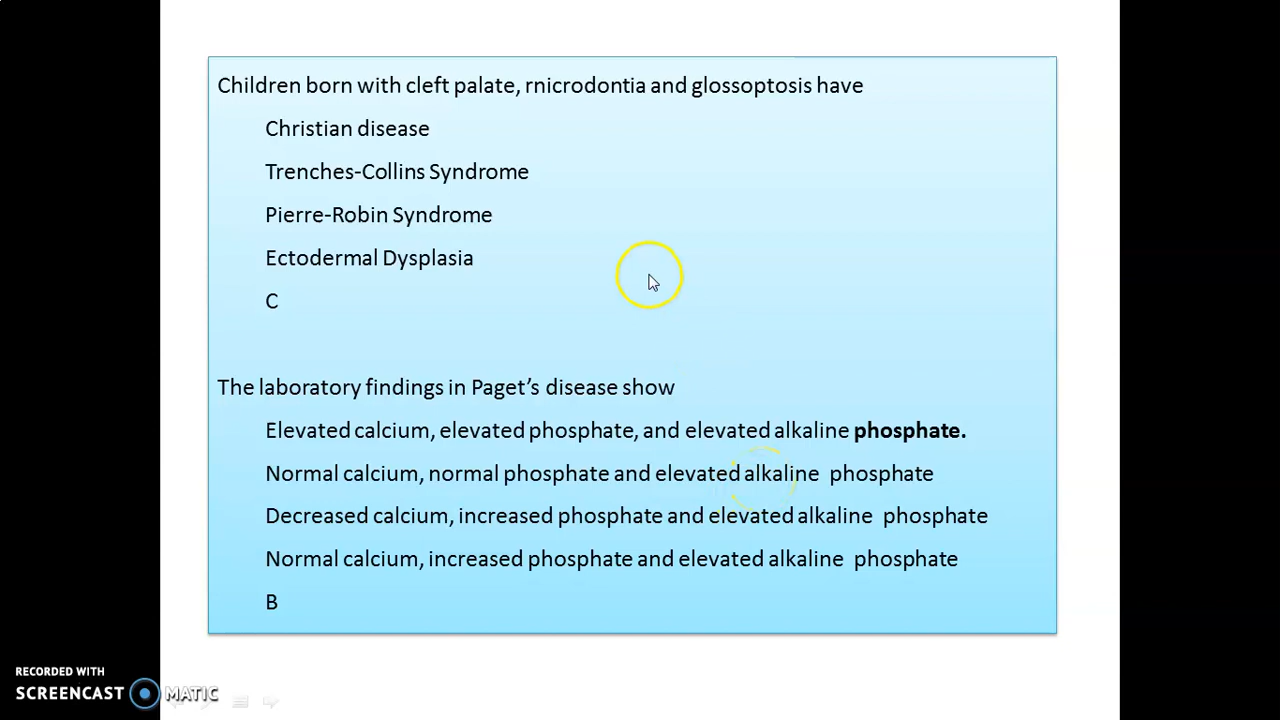 Children born with cleft palate, rnicrodontia and glossoptosis have
Christian disease
Trenches-Collins Syndrome
Pierre-Robin Syndrome
Ectodermal Dysplasia
C
The laboratory findings in Paget’s disease show
Elevated calcium, elevated phosphate, and elevated alkaline phosphate.
Normal calcium, normal phosphate and elevated alkaline phosphate
Decreased calcium, increased phosphate and elevated alkaline phosphate
Normal calcium, increased phosphate and elevated alkaline phosphate
B
RECORDED WITH
SCREENCAST MATIC